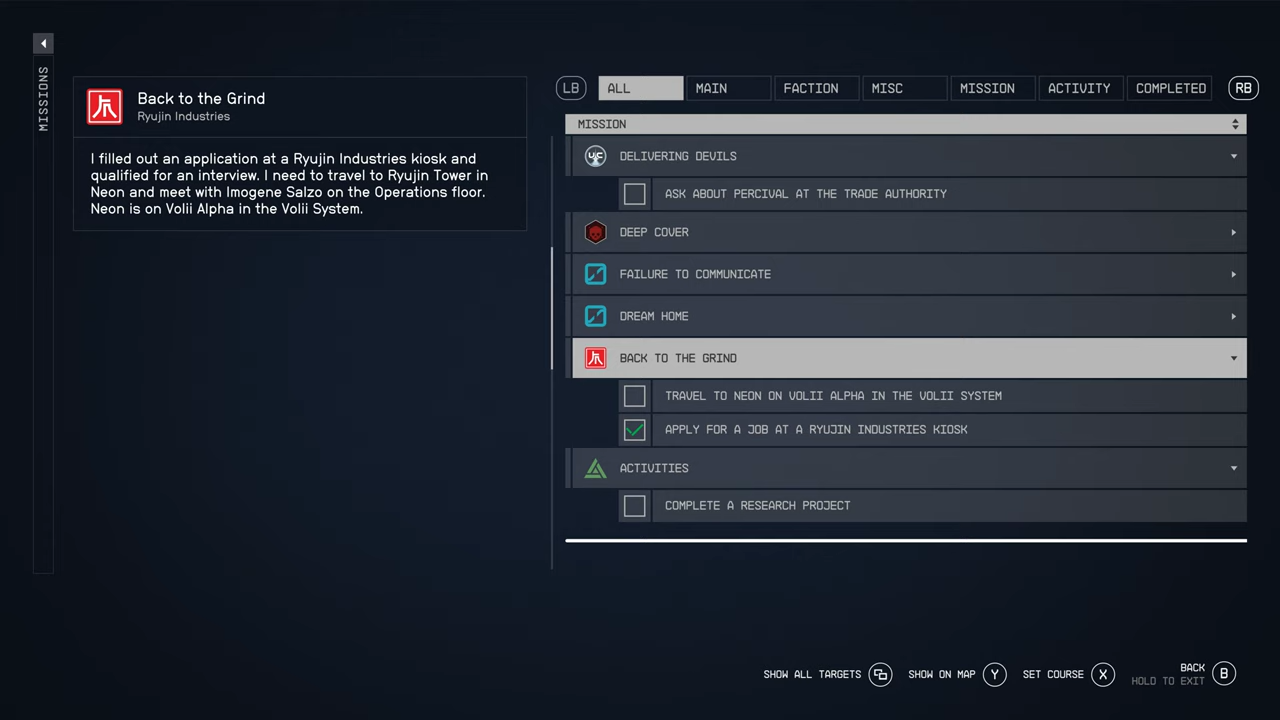 MISSIONS
Back to the Grind
Ryujin Industries
I filled out an application at a Ryujin Industries kiosk and
qualified for an interview. I need to travel to Ryujin Tower in
Neon and meet with Imogene Salzo on the Operations floor.
Neon is on Volii Alpha in the Volii System.
LB ALL MAIN FACTION MISC MISSION ACTIVITY COMPLETED RB
MISSION
UC DELIVERING DEVILS
ASK ABOUT PERCIVAL AT THE TRADE AUTHORITY
DEEP COVER
FAILURE TO COMMUNICATE
DREAM HOME
BACK TO THE GRIND
TRAVEL TO NEON ON VOLII ALPHA IN THE VOLII SYSTEM
APPLY FOR A JOB AT A RYUJIN INDUSTRIES KIOSK
ACTIVITIES
COMPLETE A RESEARCH PROJECT
SHOW ALL TARGETS SHOW ON MAP Y SET COURSE X BACK B
HOLD TO EXIT